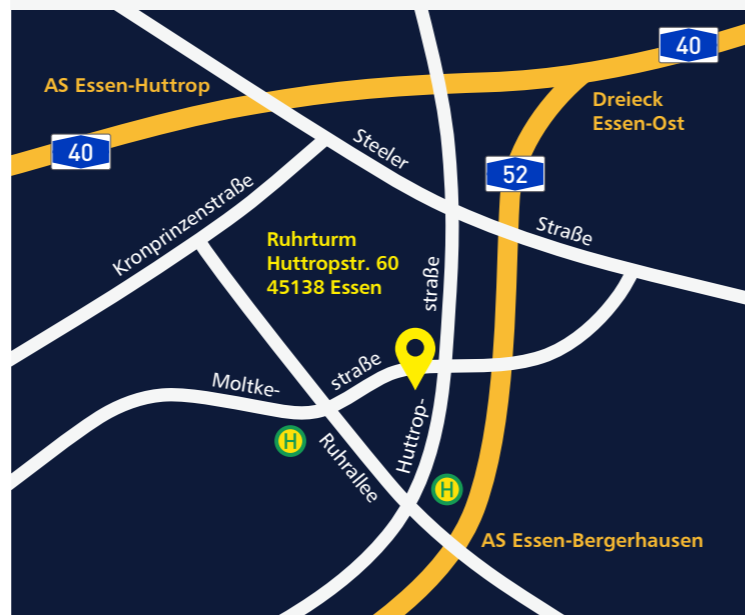 40
AS Essen-Huttrop
Dreieck
Essen-Ost
40
Steeler
52
Kronprinzenstraße
Straße
Ruhrturm
Huttropstr. 60
45138 Essen
straße
straße
Moltke-
Huttrop-
H
Ruhrallee
H
AS Essen-Bergerhausen